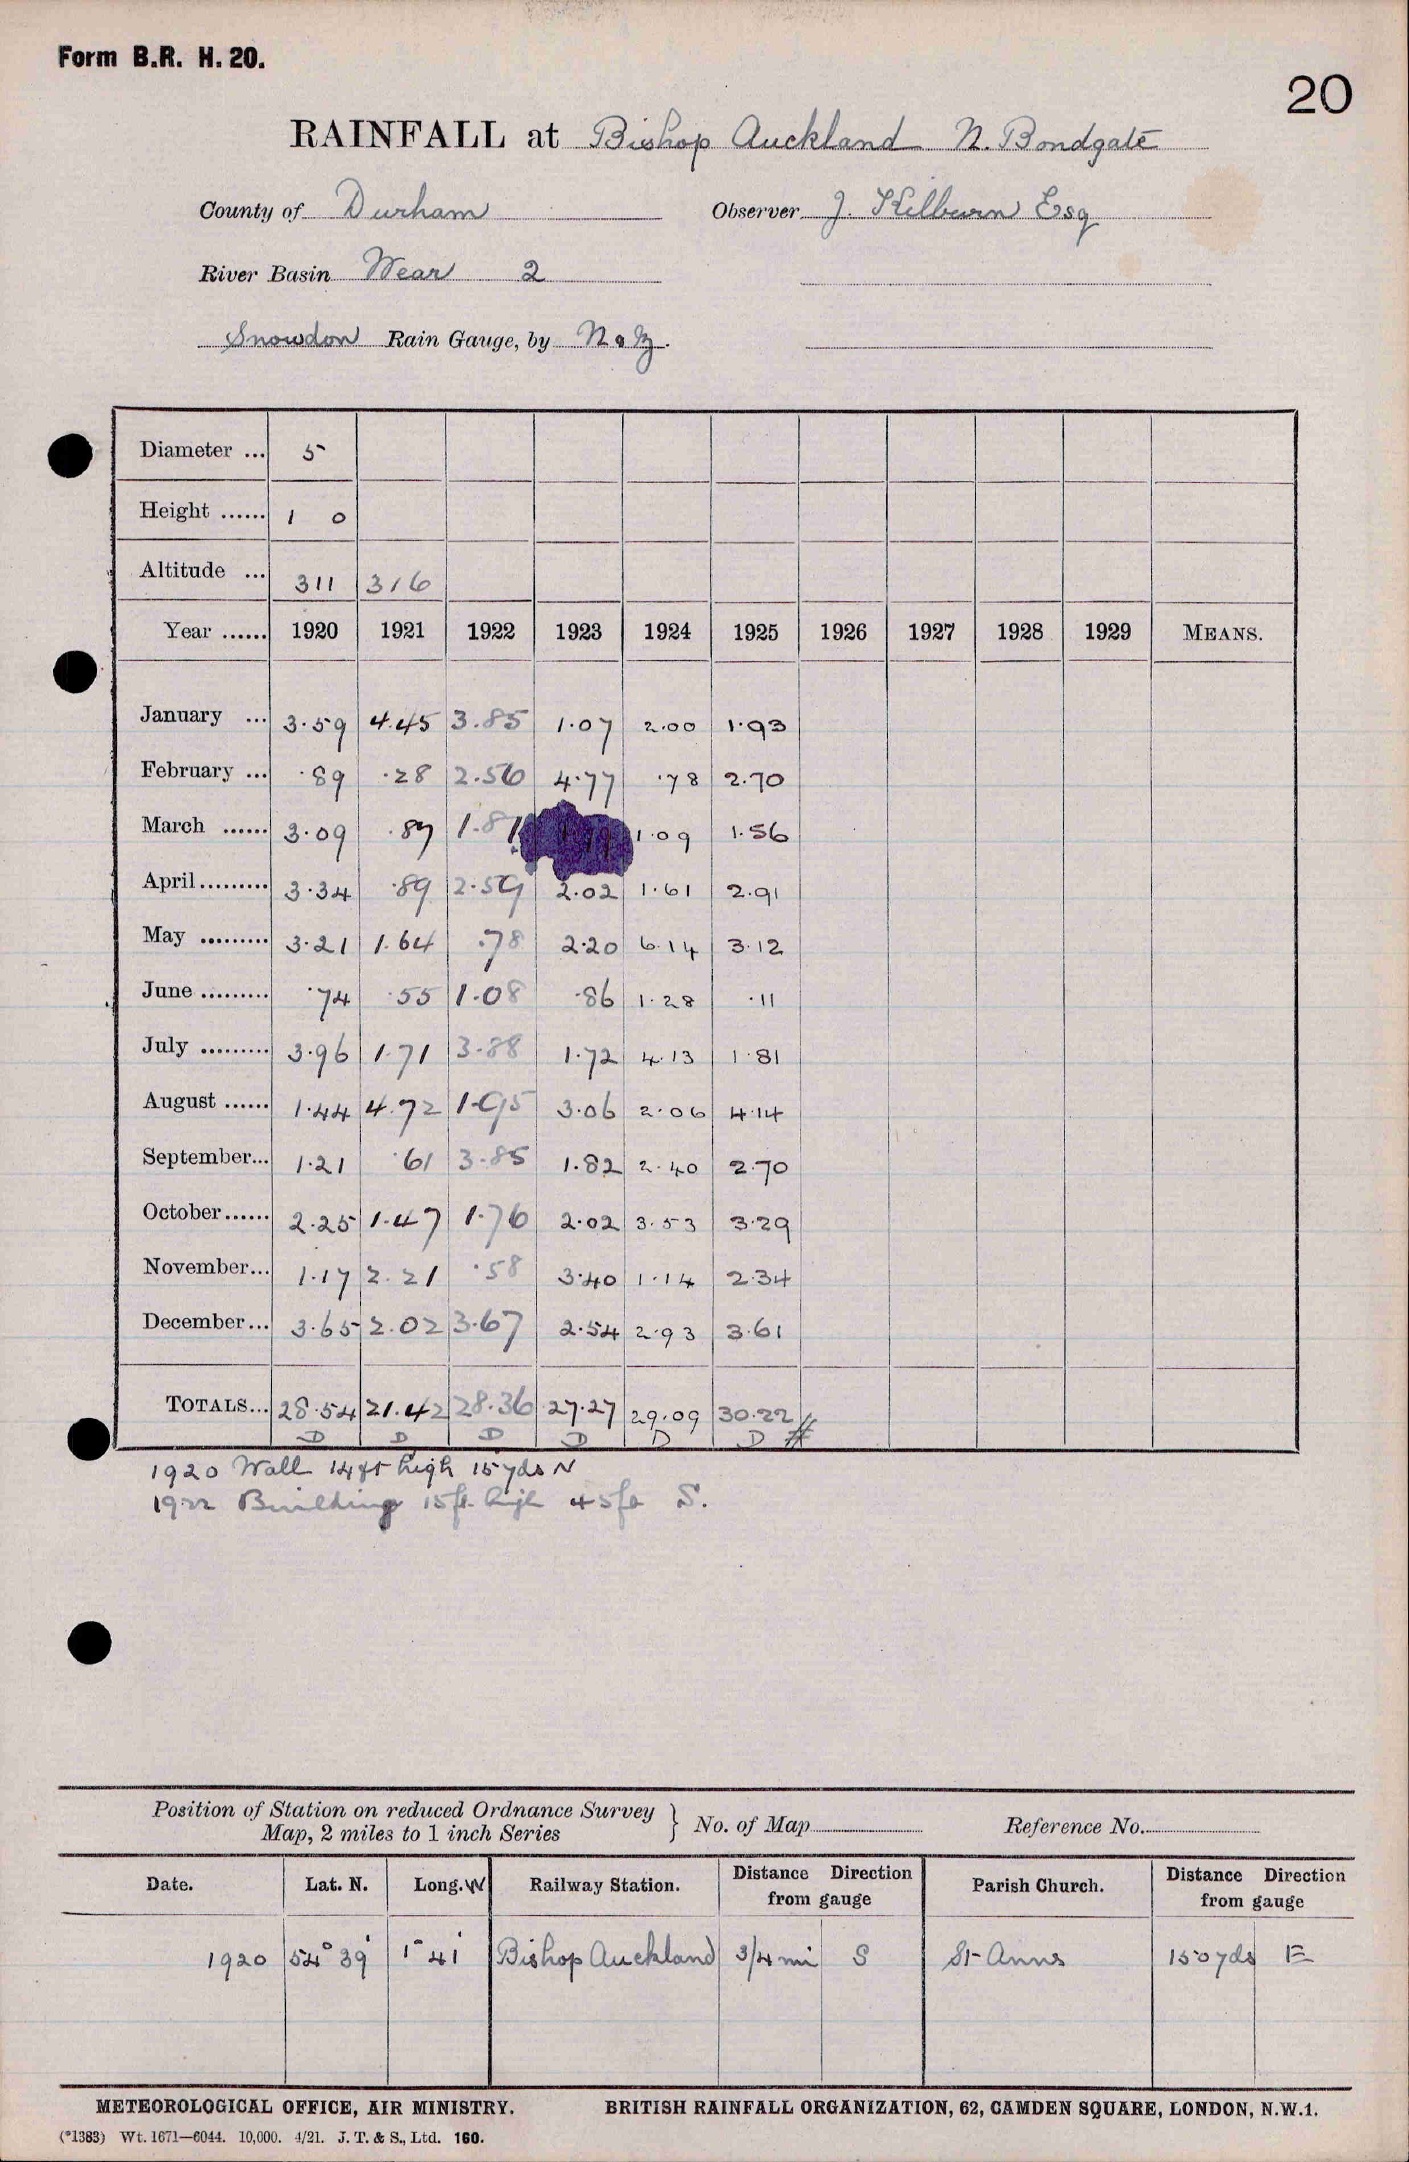 Form B.R. H. 20.
20
RAINFALL at Bishop Auckland N. Bondgate
County of Durham Observer J. Kilburn Esq
River Basin Wear 2
Snowdon Rain Gauge, by N & Z.
Diameter ... 5
Height ...... 1 0
Altitude ... 311 316
Year ...... 1920 1921 1922 1923 1924 1925 1926 1927 1928 1929 MEANS.
January ... 3.59 4.45 3.85 1.07 2.00 1.93
February ... .89 .28 2.56 4.77 .78 2.70
March ...... 3.09 .87 1.81 1.79 1.09 1.56
April ......... 3.34 .89 2.59 2.02 1.61 2.91
May ......... 3.21 1.64 .78 2.20 6.14 3.12
June ......... .74 .55 1.08 .86 1.28 .11
July ......... 3.96 1.71 3.88 1.72 4.13 1.81
August ...... 1.44 4.72 1.95 3.06 2.06 4.14
September... 1.21 .61 3.85 1.82 2.40 2.70
October...... 2.25 1.47 1.76 2.02 3.53 3.29
November... 1.17 2.21 .58 3.40 1.14 2.34
December... 3.65 2.02 3.67 2.54 2.93 3.61
TOTALS... 28.54 21.42 28.36 27.27 29.09 30.22 //
D D D D D D #
1920 Wall 14ft high 15yds N
1922 Building 15ft. high 45ft S.
Position of Station on reduced Ordnance Survey
Map, 2 miles to 1 inch Series } No. of Map Reference No.
Date. Lat. N. Long. W Railway Station. Distance Direction from gauge Parish Church. Distance Direction from gauge
1920 54° 39' 1° 41' Bishop Auckland 3/4 mi S St Anns 150yds E
METEOROLOGICAL OFFICE, AIR MINISTRY. BRITISH RAINFALL ORGANIZATION, 62, CAMDEN SQUARE, LONDON, N.W.1.
(*1383) Wt. 1671—6044. 10,000. 4/21. J. T. & S., Ltd. 160.